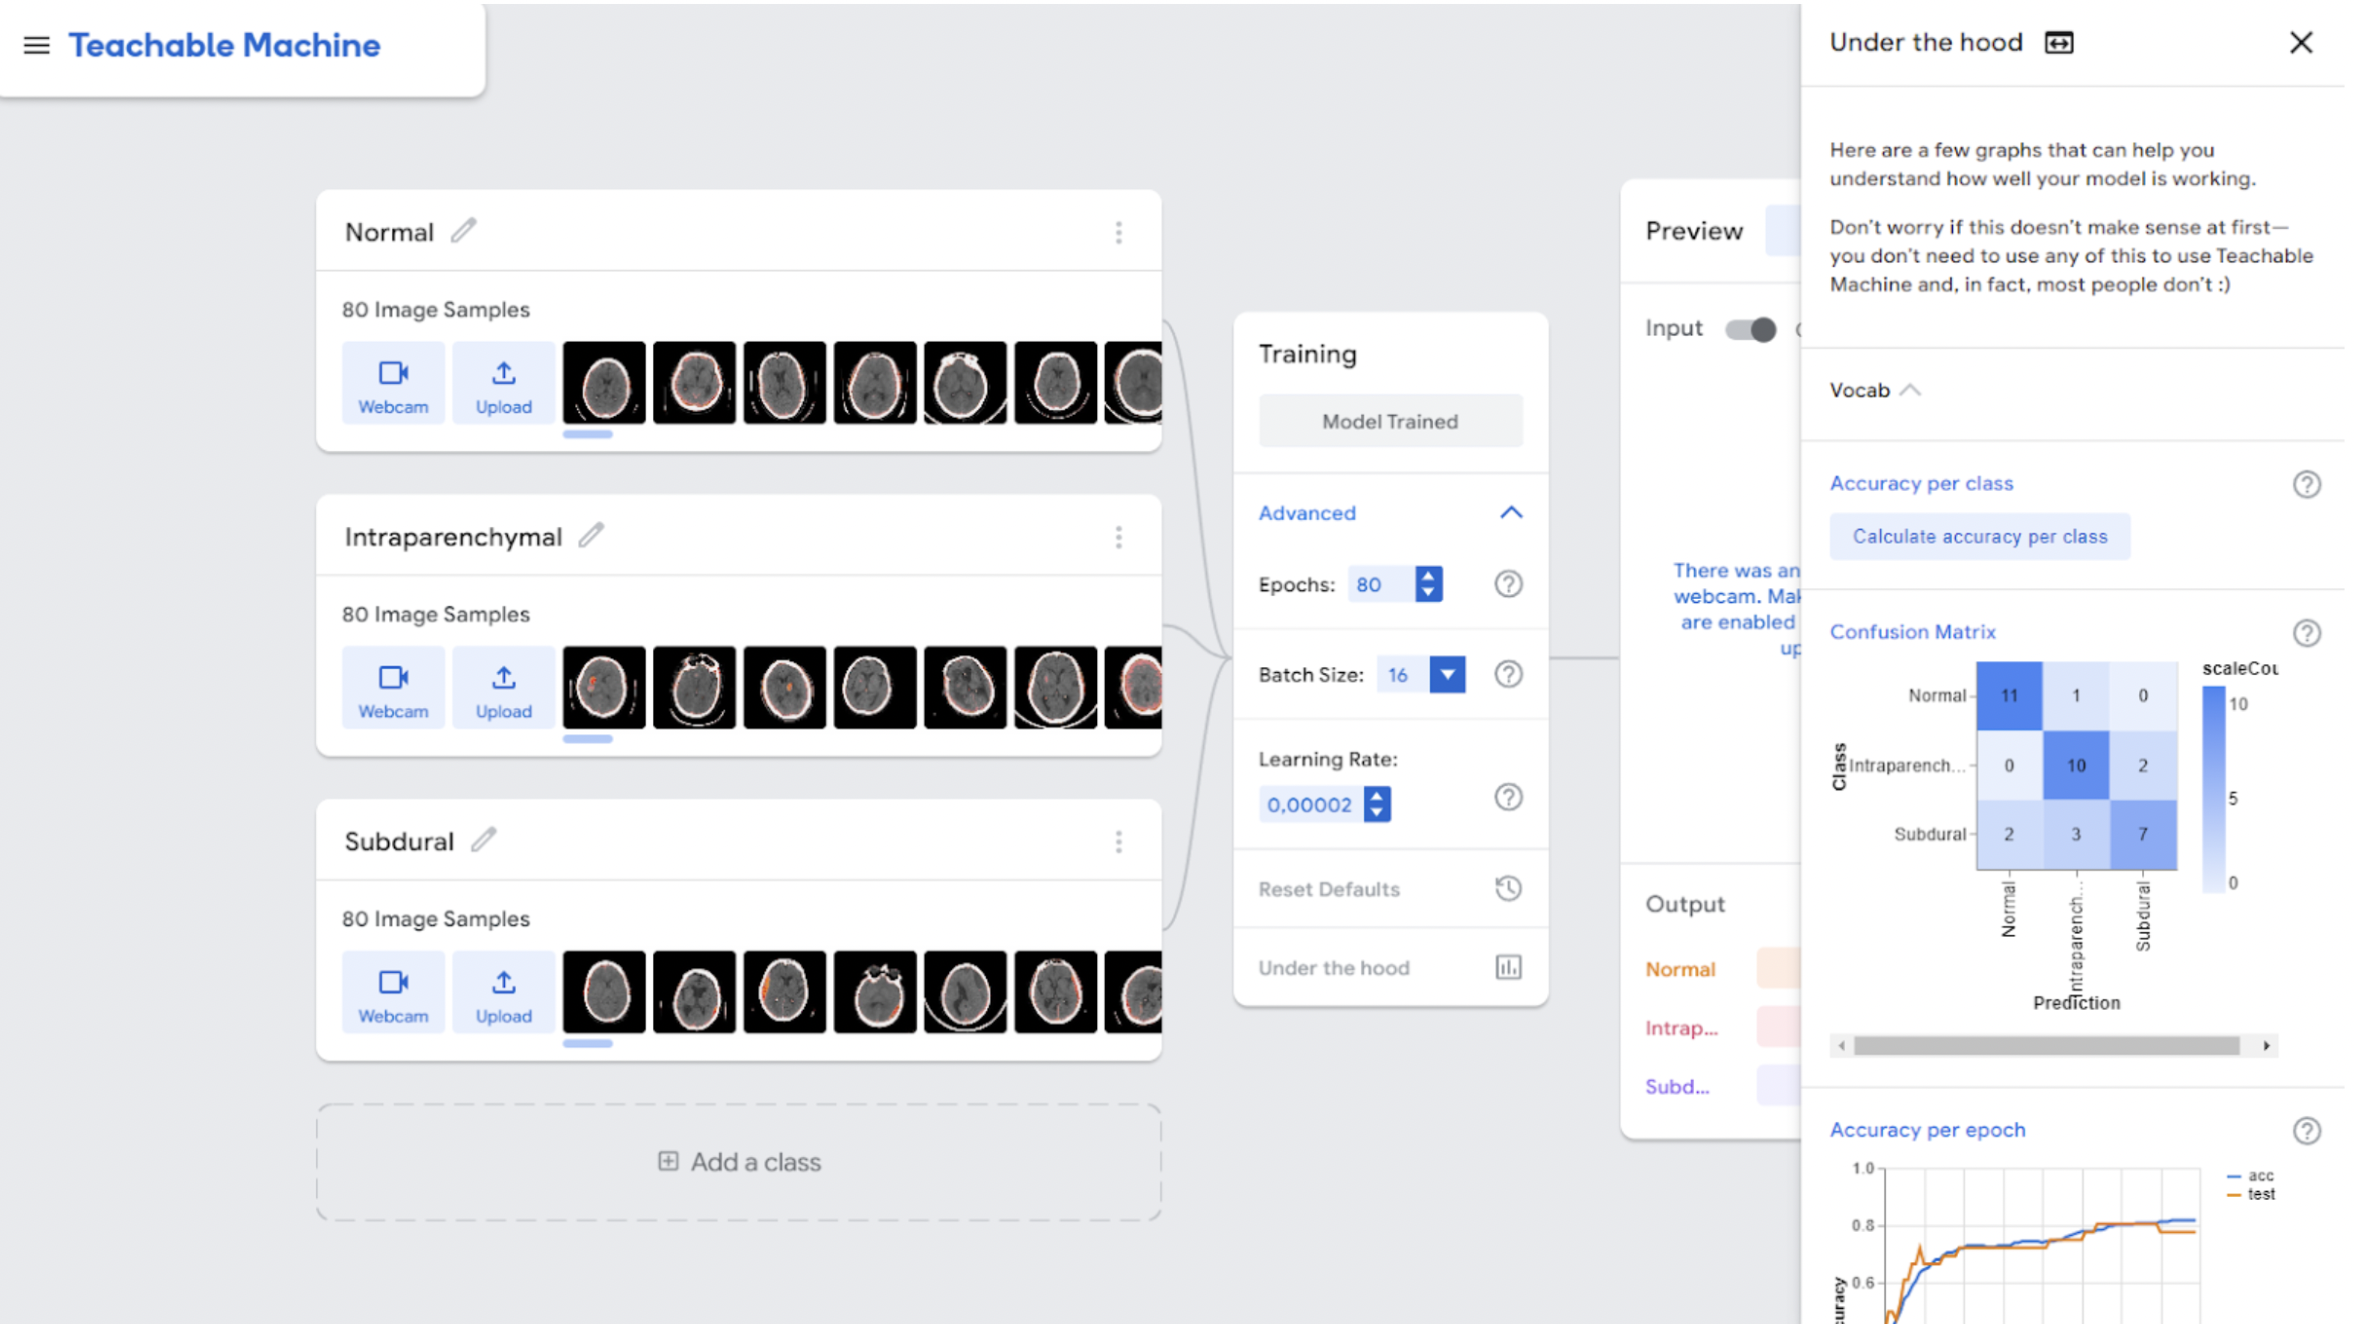 Teachable Machine
Normal
80 Image Samples
Webcam
Upload
Intraparenchymal
80 Image Samples
Webcam
Upload
Subdural
80 Image Samples
Webcam
Upload
Add a class
Training
Model Trained
Advanced
Epochs: 80
Batch Size: 16
Learning Rate:
0,00002
Reset Defaults
Under the hood
Preview
Input
There was an
webcam. Mak
are enabled
up
Output
Normal
Intrap...
Subd...
Under the hood
Here are a few graphs that can help you
understand how well your model is working.
Don't worry if this doesn't make sense at first—
you don't need to use any of this to use Teachable
Machine and, in fact, most people don't :)
Vocab
Accuracy per class
Calculate accuracy per class
Confusion Matrix
scaleCou
Class
Normal 11 1 0
Intraparench... 0 10 2
Subdural 2 3 7
10
5
0
Normal
Intraparench...
Subdural
Prediction
Accuracy per epoch
1.0
0.8
0.6
uracy
acc
test